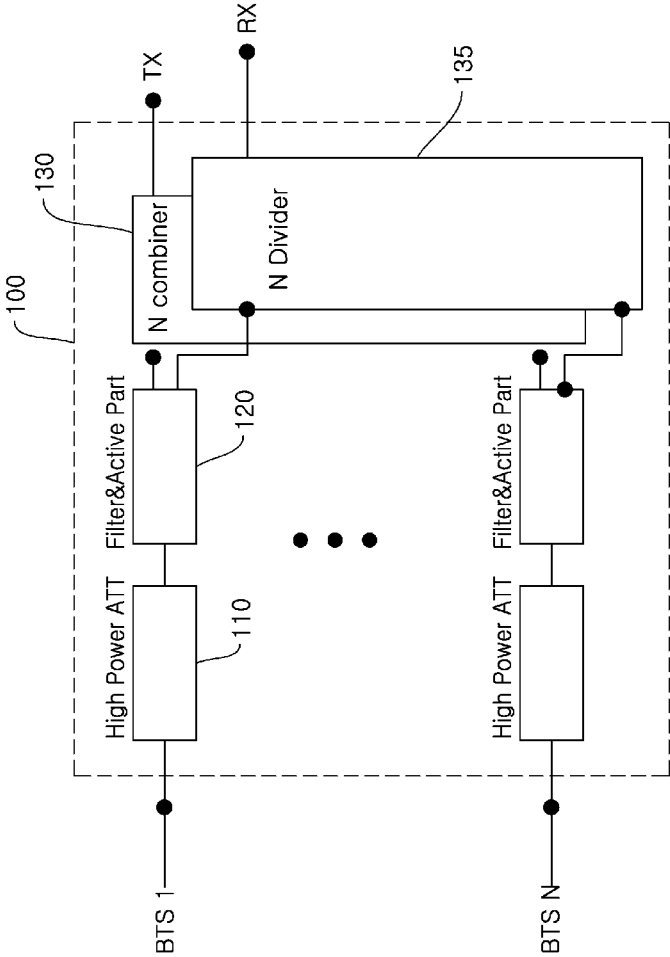 100
130
N combiner
TX
RX
N Divider
135
BTS 1
High Power ATT
110
Filter&Active Part
120
BTS N
High Power ATT
Filter&Active Part